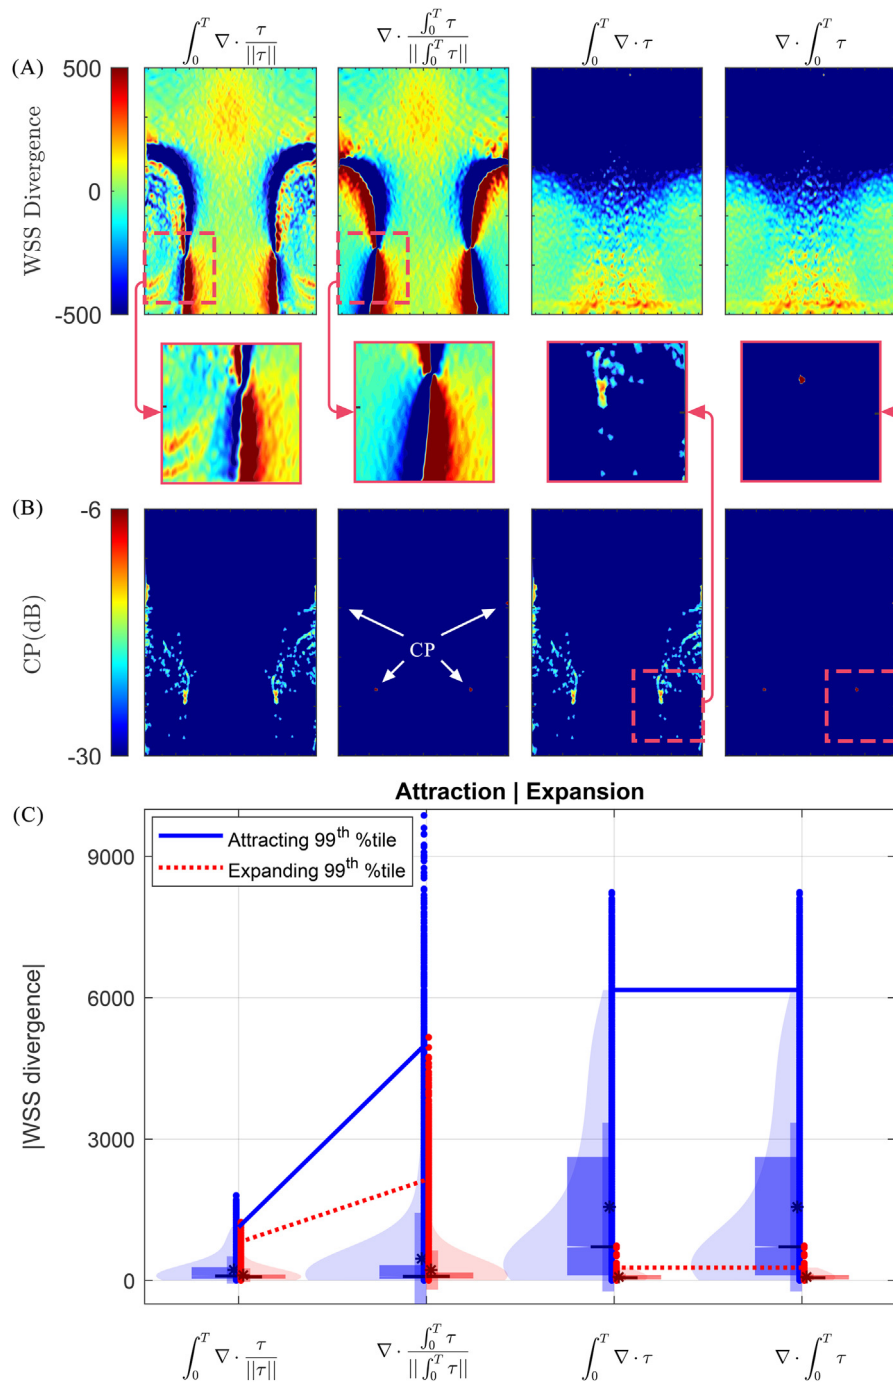 ∫₀ᵀ ∇ · τ/||τ||
∇ · ∫₀ᵀ τ/||∫₀ᵀ τ||
∫₀ᵀ ∇ · τ
∇ · ∫₀ᵀ τ
(A)
500
WSS Divergence
0
-500
(B)
-6
CP(dB)
-30
CP
Attraction | Expansion
(C)
Attracting 99th %tile
Expanding 99th %tile
|WSS divergence|
9000
6000
3000
0
∫₀ᵀ ∇ · τ/||τ||
∇ · ∫₀ᵀ τ/||∫₀ᵀ τ||
∫₀ᵀ ∇ · τ
∇ · ∫₀ᵀ τ